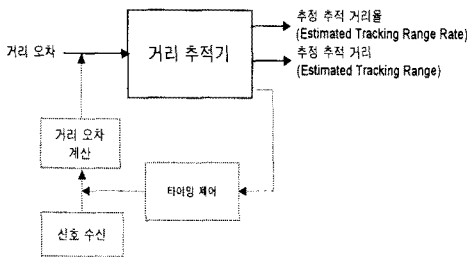 추정 추적 거리율
(Estimated Tracking Range Rate)
추정 추적 거리
(Estimated Tracking Range)
거리 오차
거리 추적기
거리 오차
계산
타이밍 제어
신호 수신